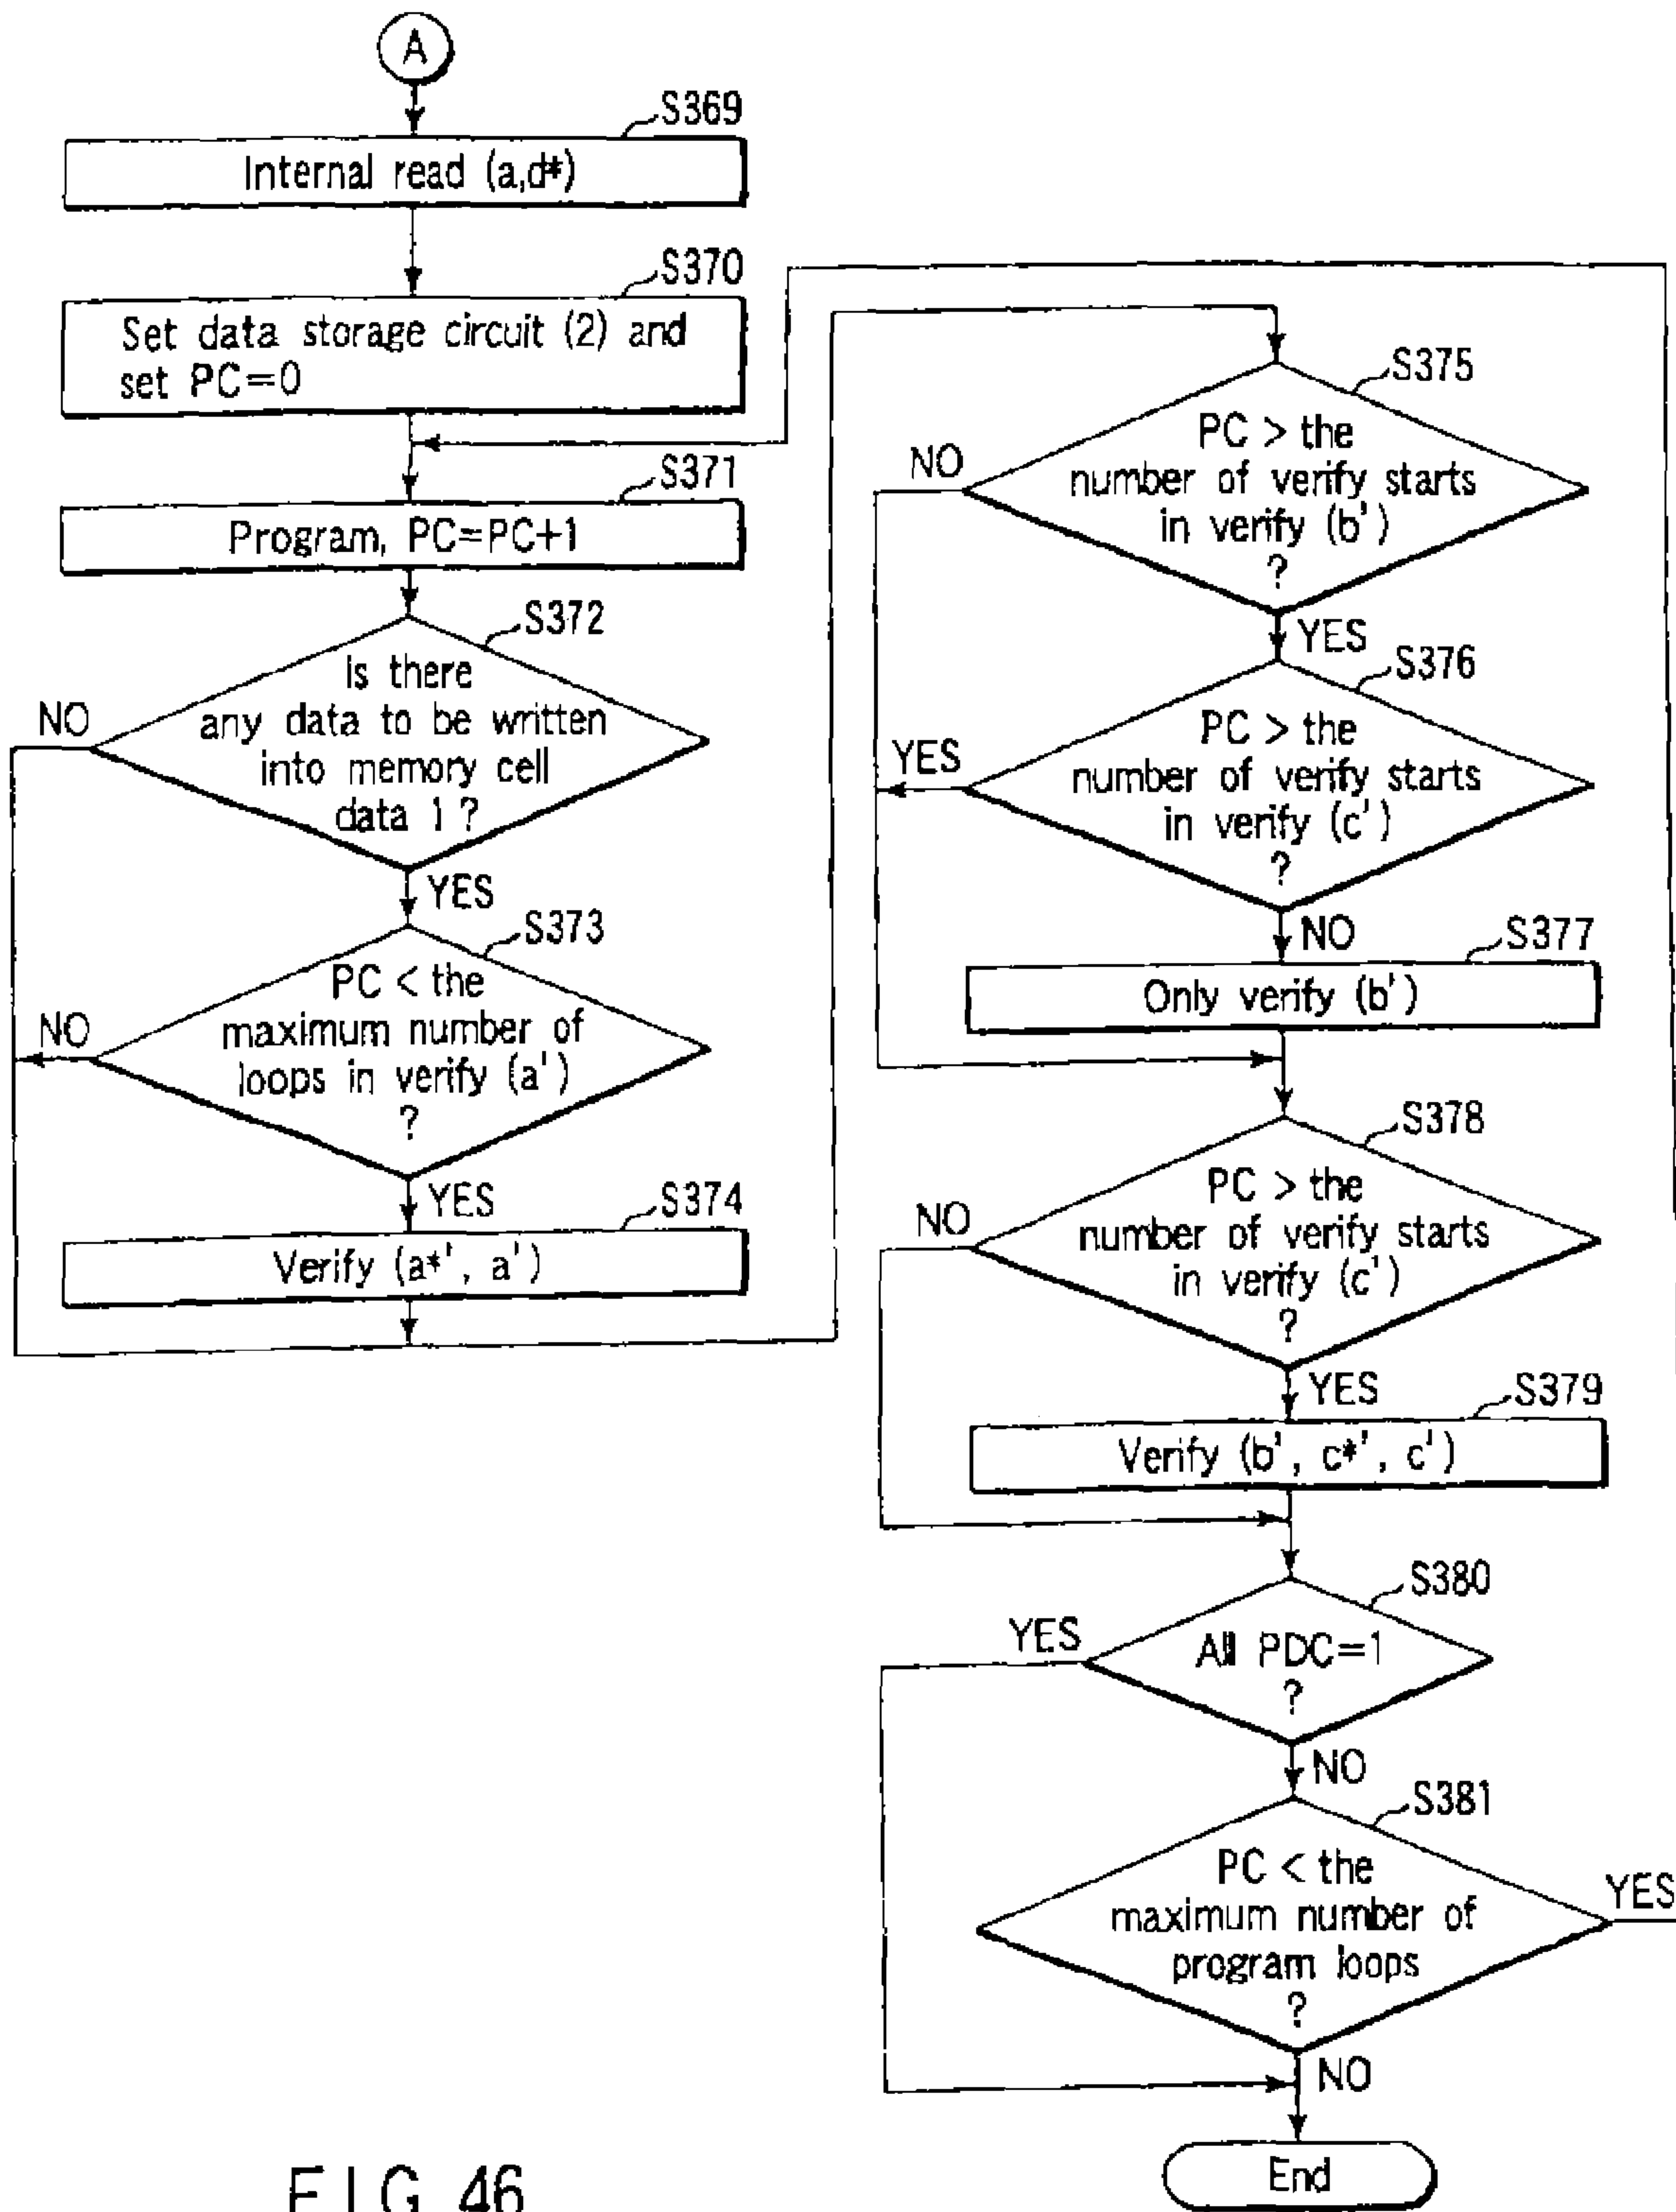 A
S369
Internal read (a,d*)
S370
Set data storage circuit (2) and
set PC=0
S371
Program, PC=PC+1
S372
Is there
any data to be written
into memory cell
data 1 ?
NO
YES
S373
PC < the
maximum number of
loops in verify (a')
?
NO
YES
S374
Verify (a*', a')
S375
PC > the
number of verify starts
in verify (b')
?
NO
YES
S376
PC > the
number of verify starts
in verify (c')
?
YES
NO
S377
Only verify (b')
S378
PC > the
number of verify starts
in verify (c')
?
NO
YES
S379
Verify (b', c*', c')
S380
All PDC=1
?
YES
NO
S381
PC < the
maximum number of
program loops
?
YES
NO
End
FIG. 46